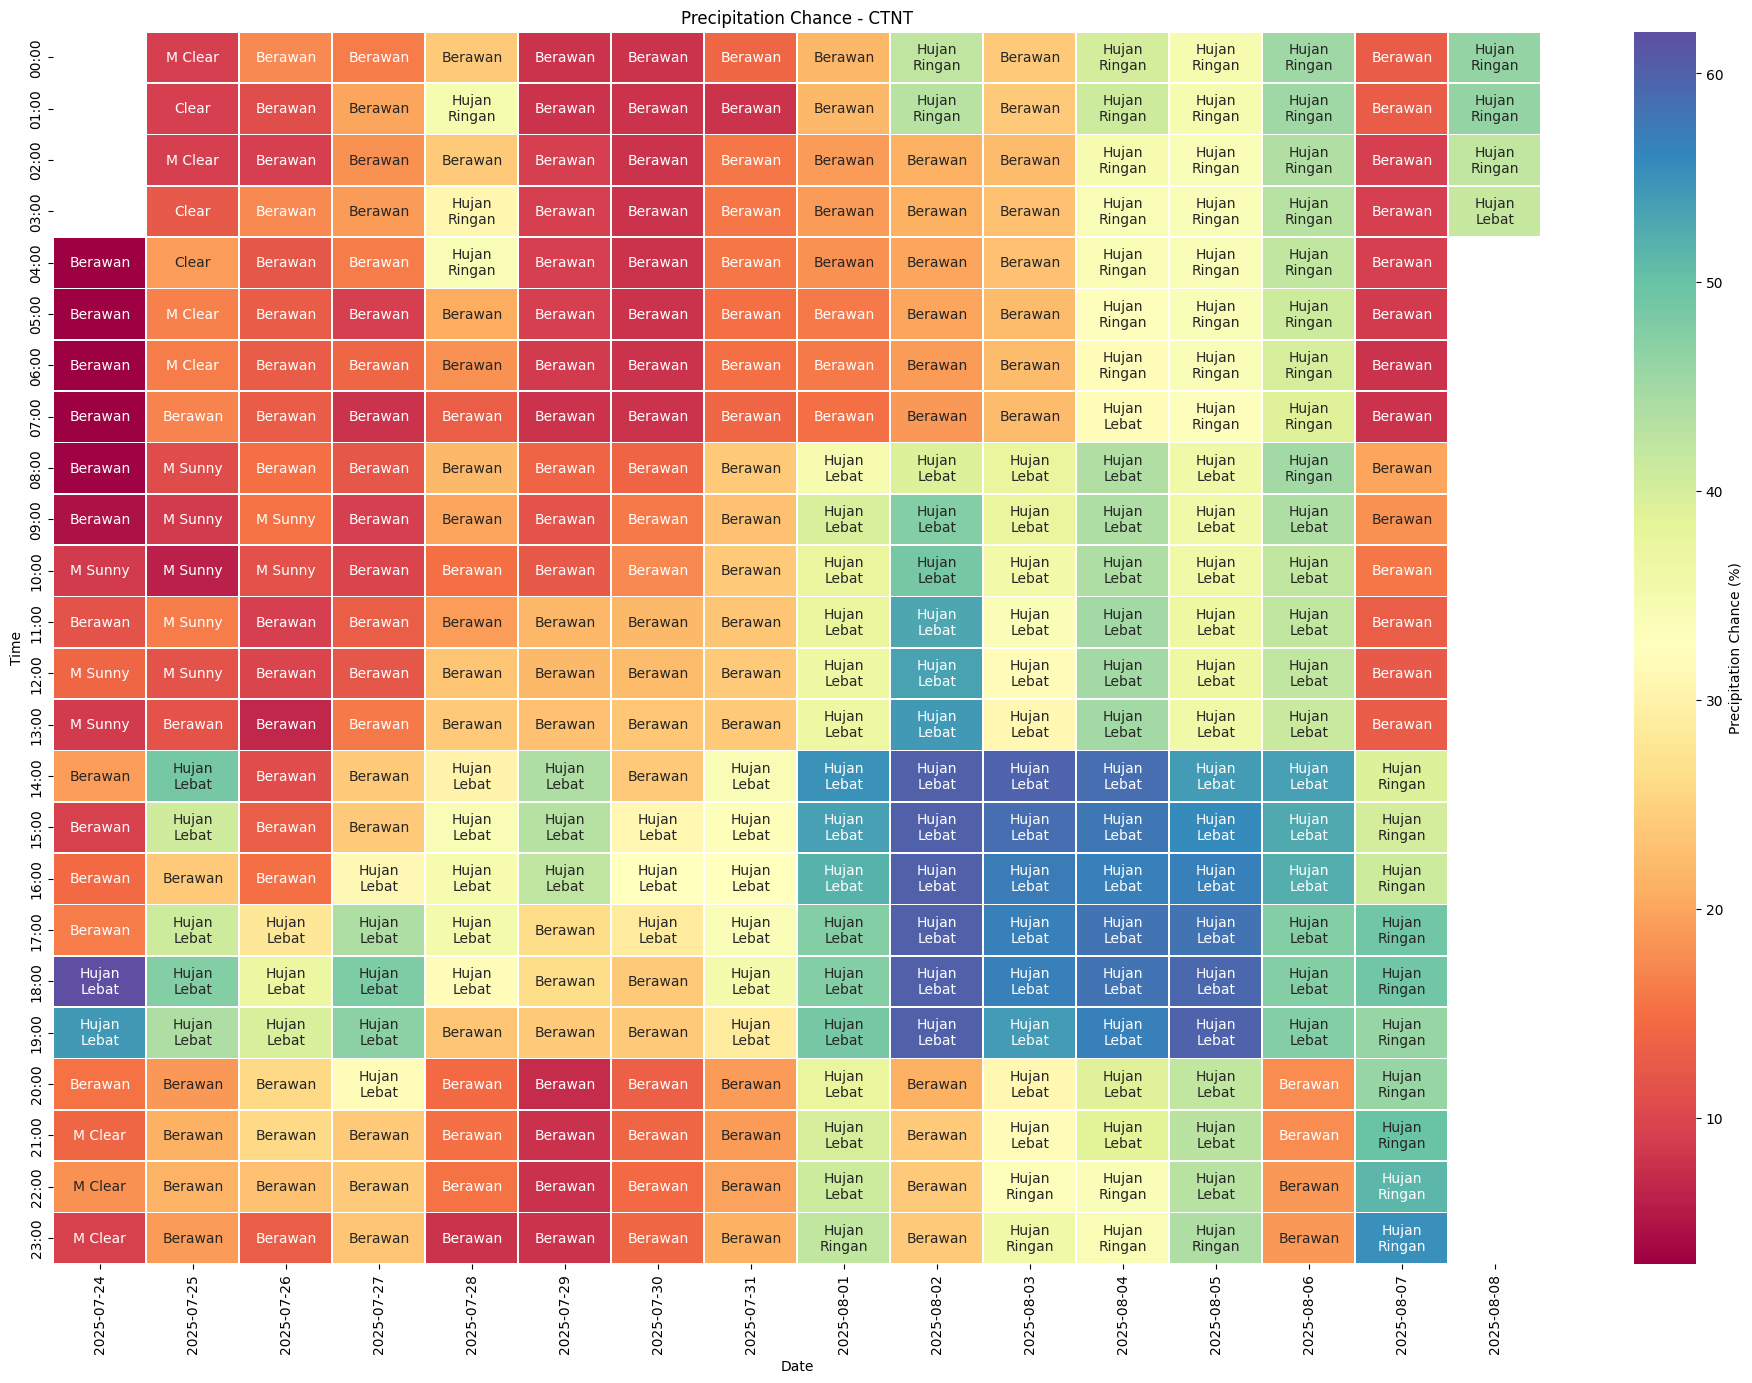 Precipitation Chance - CTNT
Time
00:00 M Clear Berawan Berawan Berawan Berawan Berawan Berawan Berawan Hujan Ringan Berawan Hujan Ringan Hujan Ringan Hujan Ringan Berawan Hujan Ringan
01:00 Clear Berawan Berawan Hujan Ringan Berawan Berawan Berawan Berawan Hujan Ringan Berawan Hujan Ringan Hujan Ringan Hujan Ringan Berawan Hujan Ringan
02:00 M Clear Berawan Berawan Berawan Berawan Berawan Berawan Berawan Berawan Berawan Hujan Ringan Hujan Ringan Hujan Ringan Berawan Hujan Ringan
03:00 Clear Berawan Berawan Hujan Ringan Berawan Berawan Berawan Berawan Berawan Berawan Hujan Ringan Hujan Ringan Hujan Ringan Berawan Hujan Lebat
04:00 Berawan Clear Berawan Berawan Hujan Ringan Berawan Berawan Berawan Berawan Berawan Berawan Hujan Ringan Hujan Ringan Hujan Ringan Berawan
05:00 Berawan M Clear Berawan Berawan Berawan Berawan Berawan Berawan Berawan Berawan Berawan Hujan Ringan Hujan Ringan Hujan Ringan Berawan
06:00 Berawan M Clear Berawan Berawan Berawan Berawan Berawan Berawan Berawan Berawan Berawan Hujan Ringan Hujan Ringan Hujan Ringan Berawan
07:00 Berawan Berawan Berawan Berawan Berawan Berawan Berawan Berawan Berawan Berawan Berawan Hujan Lebat Hujan Ringan Hujan Ringan Berawan
08:00 Berawan M Sunny Berawan Berawan Berawan Berawan Berawan Berawan Hujan Lebat Hujan Lebat Hujan Lebat Hujan Lebat Hujan Lebat Hujan Ringan Berawan
09:00 Berawan M Sunny M Sunny Berawan Berawan Berawan Berawan Berawan Hujan Lebat Hujan Lebat Hujan Lebat Hujan Lebat Hujan Lebat Hujan Lebat Berawan
10:00 M Sunny M Sunny M Sunny Berawan Berawan Berawan Berawan Berawan Hujan Lebat Hujan Lebat Hujan Lebat Hujan Lebat Hujan Lebat Hujan Lebat Berawan
11:00 Berawan M Sunny Berawan Berawan Berawan Berawan Berawan Berawan Hujan Lebat Hujan Lebat Hujan Lebat Hujan Lebat Hujan Lebat Hujan Lebat Berawan
12:00 M Sunny M Sunny Berawan Berawan Berawan Berawan Berawan Berawan Hujan Lebat Hujan Lebat Hujan Lebat Hujan Lebat Hujan Lebat Hujan Lebat Berawan
13:00 M Sunny Berawan Berawan Berawan Berawan Berawan Berawan Berawan Hujan Lebat Hujan Lebat Hujan Lebat Hujan Lebat Hujan Lebat Hujan Lebat Berawan
14:00 Berawan Hujan Lebat Berawan Berawan Hujan Lebat Hujan Lebat Berawan Hujan Lebat Hujan Lebat Hujan Lebat Hujan Lebat Hujan Lebat Hujan Lebat Hujan Lebat Hujan Ringan
15:00 Berawan Hujan Lebat Berawan Berawan Hujan Lebat Hujan Lebat Hujan Lebat Hujan Lebat Hujan Lebat Hujan Lebat Hujan Lebat Hujan Lebat Hujan Lebat Hujan Lebat Hujan Ringan
16:00 Berawan Berawan Berawan Hujan Lebat Hujan Lebat Hujan Lebat Hujan Lebat Hujan Lebat Hujan Lebat Hujan Lebat Hujan Lebat Hujan Lebat Hujan Lebat Hujan Lebat Hujan Ringan
17:00 Berawan Hujan Lebat Hujan Lebat Hujan Lebat Hujan Lebat Berawan Hujan Lebat Hujan Lebat Hujan Lebat Hujan Lebat Hujan Lebat Hujan Lebat Hujan Lebat Hujan Lebat Hujan Ringan
18:00 Hujan Lebat Hujan Lebat Hujan Lebat Hujan Lebat Hujan Lebat Berawan Berawan Hujan Lebat Hujan Lebat Hujan Lebat Hujan Lebat Hujan Lebat Hujan Lebat Hujan Lebat Hujan Ringan
19:00 Hujan Lebat Hujan Lebat Hujan Lebat Hujan Lebat Berawan Berawan Berawan Hujan Lebat Hujan Lebat Hujan Lebat Hujan Lebat Hujan Lebat Hujan Lebat Hujan Lebat Hujan Ringan
20:00 Berawan Berawan Berawan Hujan Lebat Berawan Berawan Berawan Berawan Hujan Lebat Berawan Hujan Lebat Hujan Lebat Hujan Lebat Berawan Hujan Ringan
21:00 M Clear Berawan Berawan Berawan Berawan Berawan Berawan Berawan Hujan Lebat Berawan Hujan Lebat Hujan Lebat Hujan Lebat Berawan Hujan Ringan
22:00 M Clear Berawan Berawan Berawan Berawan Berawan Berawan Berawan Hujan Lebat Berawan Hujan Ringan Hujan Ringan Hujan Lebat Berawan Hujan Ringan
23:00 M Clear Berawan Berawan Berawan Berawan Berawan Berawan Berawan Hujan Ringan Berawan Hujan Ringan Hujan Ringan Hujan Ringan Berawan Hujan Ringan
2025-07-24 2025-07-25 2025-07-26 2025-07-27 2025-07-28 2025-07-29 2025-07-30 2025-07-31 2025-08-01 2025-08-02 2025-08-03 2025-08-04 2025-08-05 2025-08-06 2025-08-07 2025-08-08
Date
60
50
40
30
20
10
Precipitation Chance (%)